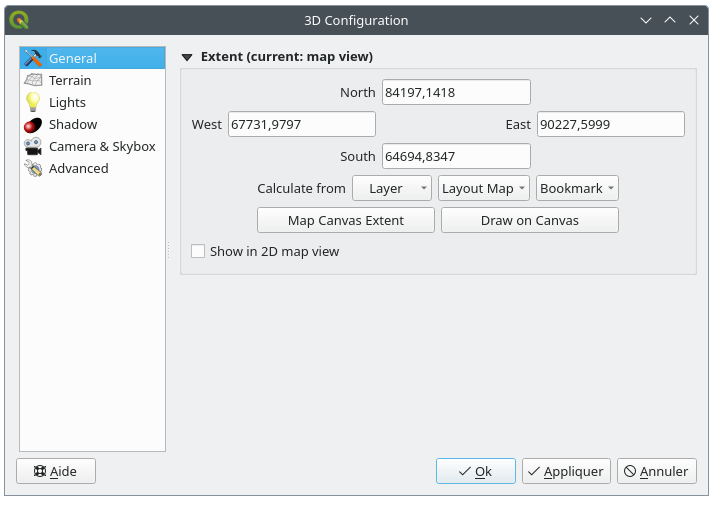 3D Configuration
General
Terrain
Lights
Shadow
Camera & Skybox
Advanced
Extent (current: map view)
North 84197,1418
West 67731,9797 East 90227,5999
South 64694,8347
Calculate from Layer Layout Map Bookmark
Map Canvas Extent Draw on Canvas
Show in 2D map view
Aide Ok Appliquer Annuler